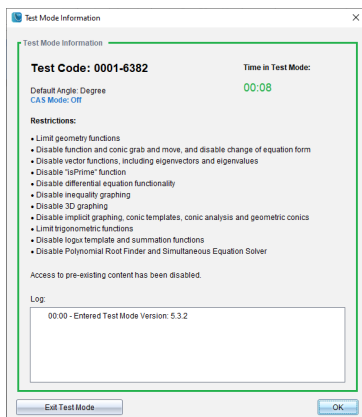 Test Mode Information
Test Mode Information
Test Code: 0001-6382
Time in Test Mode:
00:08
Default Angle: Degree
CAS Mode: Off
Restrictions:
• Limit geometry functions
• Disable function and conic grab and move, and disable change of equation form
• Disable vector functions, including eigenvectors and eigenvalues
• Disable "isPrime" function
• Disable differential equation functionality
• Disable inequality graphing
• Disable 3D graphing
• Disable implicit graphing, conic templates, conic analysis and geometric conics
• Limit trigonometric functions
• Disable logux template and summation functions
• Disable Polynomial Root Finder and Simultaneous Equation Solver
Access to pre-existing content has been disabled.
Log:
00:00 - Entered Test Mode Version: 5.3.2
Exit Test Mode
OK